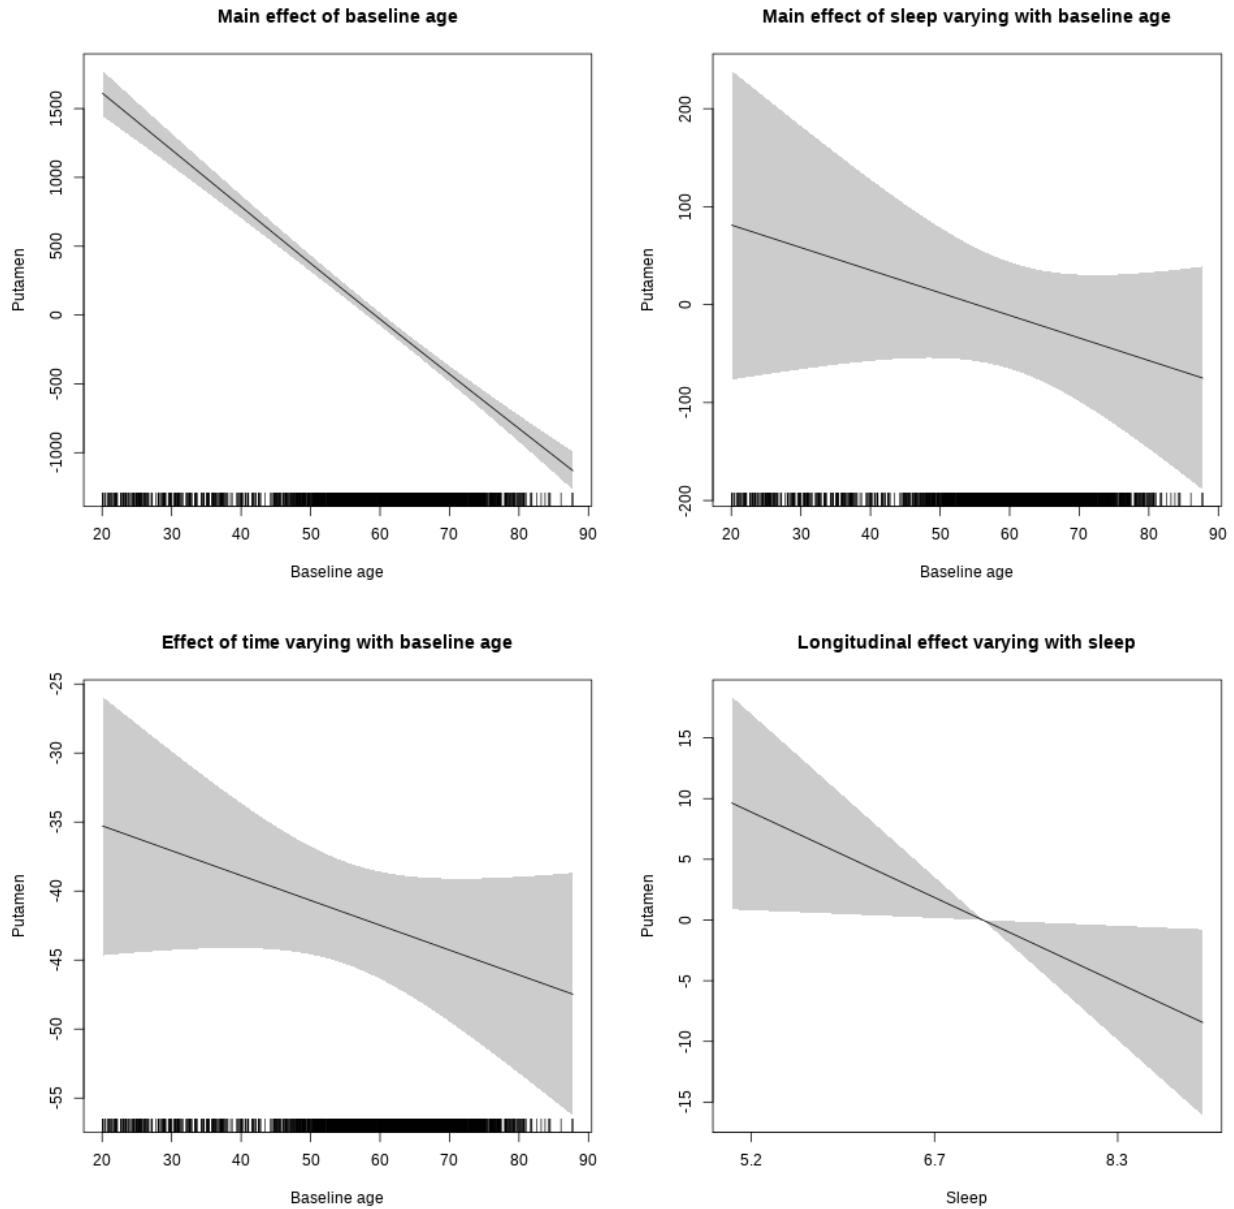 Main effect of baseline age
Putamen
1500
1000
500
0
-500
-1000
20 30 40 50 60 70 80 90
Baseline age
Main effect of sleep varying with baseline age
Putamen
200
100
0
-100
-200
20 30 40 50 60 70 80 90
Baseline age
Effect of time varying with baseline age
Putamen
-25
-30
-35
-40
-45
-50
-55
20 30 40 50 60 70 80 90
Baseline age
Longitudinal effect varying with sleep
Putamen
15
10
5
0
-5
-10
-15
5.2 6.7 8.3
Sleep